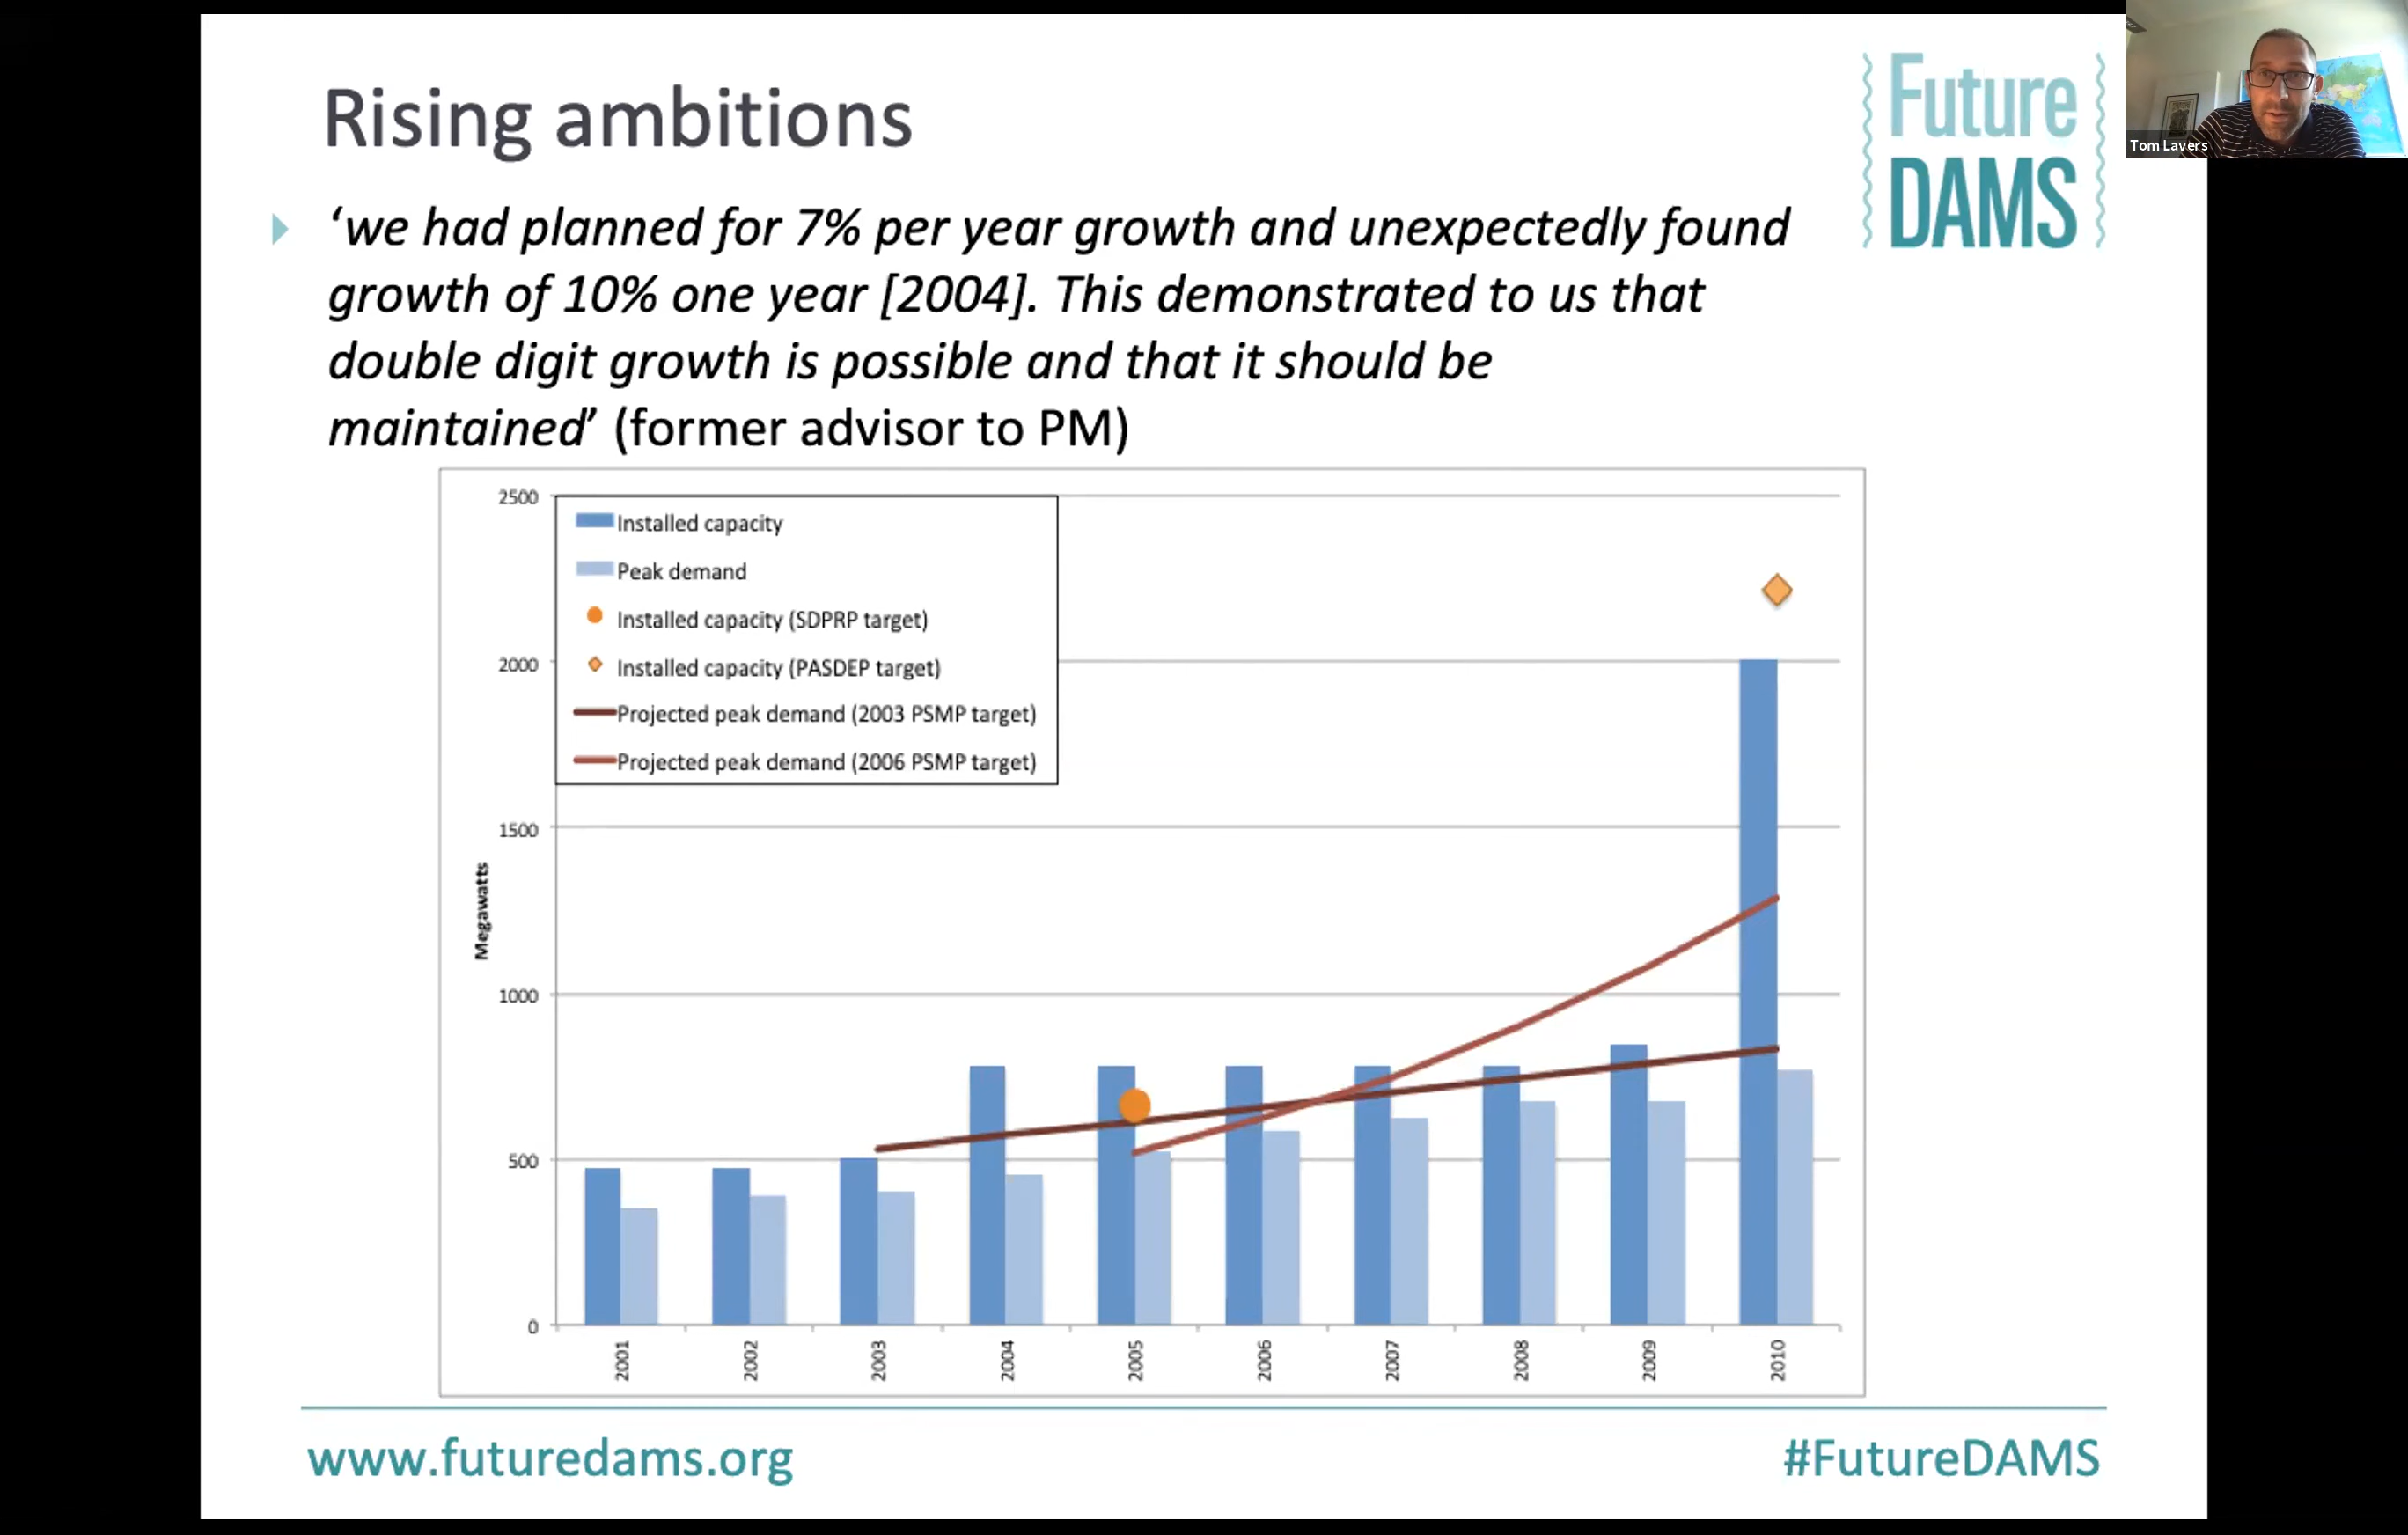 Rising ambitions
Future
DAMS
Tom Lavers
‘we had planned for 7% per year growth and unexpectedly found
growth of 10% one year [2004]. This demonstrated to us that
double digit growth is possible and that it should be
maintained’ (former advisor to PM)
2500
2000
1500
1000
500
0
Megawatts
Installed capacity
Peak demand
Installed capacity (SDPRP target)
Installed capacity (PASDEP target)
Projected peak demand (2003 PSMP target)
Projected peak demand (2006 PSMP target)
2001
2002
2003
2004
2005
2006
2007
2008
2009
2010
www.futuredams.org
#FutureDAMS